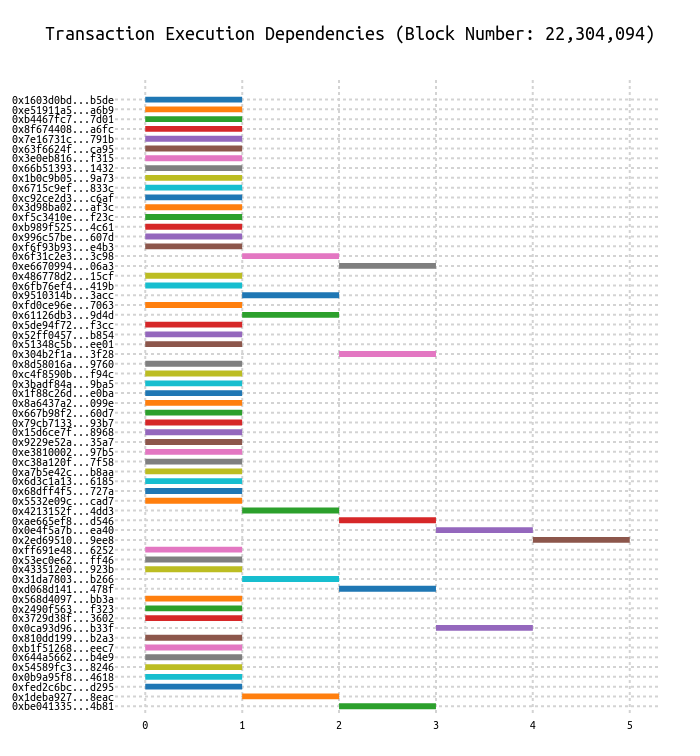 Transaction Execution Dependencies (Block Number: 22,304,094)
0x1603d0bd...b5de
0xe51911a5...a6b9
0xb4467fc7...7d01
0x8f674408...a6fc
0x7e16731c...791b
0x63f6624f...ca95
0x3e0eb816...f315
0x66b51393...1432
0x1b0c9b05...9a73
0x6715c9ef...833c
0xc92ce2d3...c6af
0x3d98ba02...af3c
0xf5c3410e...f23c
0xb989f525...4c61
0x996c57be...607d
0xf6f93b93...e4b3
0x6f31c2e3...3c98
0xe6670994...06a3
0x486778d2...15cf
0x6fb76ef4...419b
0x9510314b...3acc
0xfd0ce96e...7063
0x61126db3...9d4d
0x5de94f72...f3cc
0x52ff0457...b854
0x51348c5b...ee01
0x304b2f1a...3f28
0x8d58016a...9760
0xc4f8590b...f94c
0x3badf84a...9ba5
0x1f88c26d...e0ba
0x8a6437a2...099e
0x667b98f2...60d7
0x79cb7133...93b7
0x15d6ce7f...8968
0x9229e52a...35a7
0xe3810002...97b5
0xc38a120f...7f58
0xa7b5e42c...b8aa
0x6d3c1a13...6185
0x68dff4f5...727a
0x5532e09c...cad7
0x4213152f...4dd3
0xae665ef8...d546
0x0e4f5a7b...ea40
0x2ed69510...9ee8
0xff691e48...6252
0x53ec0e62...ff46
0x433512e0...923b
0x31da7803...b266
0xd068d141...478f
0x568d4097...bb3a
0x2490f563...f323
0x3729d38f...3602
0x0ca93d96...b33f
0x810dd199...b2a3
0xb1f51268...eec7
0x644a5662...b4e9
0x54589fc3...8246
0x0b9a95f8...4618
0xfed2c6bc...d295
0x1deba927...8eac
0xbe041335...4b81
0 1 2 3 4 5